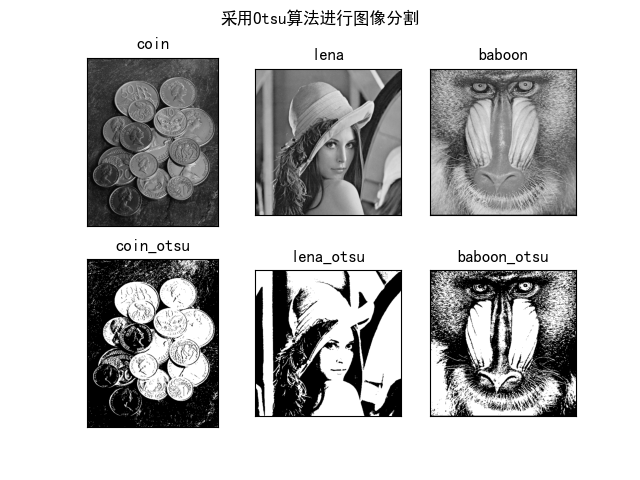 采用Otsu算法进行图像分割
coin
lena
baboon
coin_otsu
lena_otsu
baboon_otsu